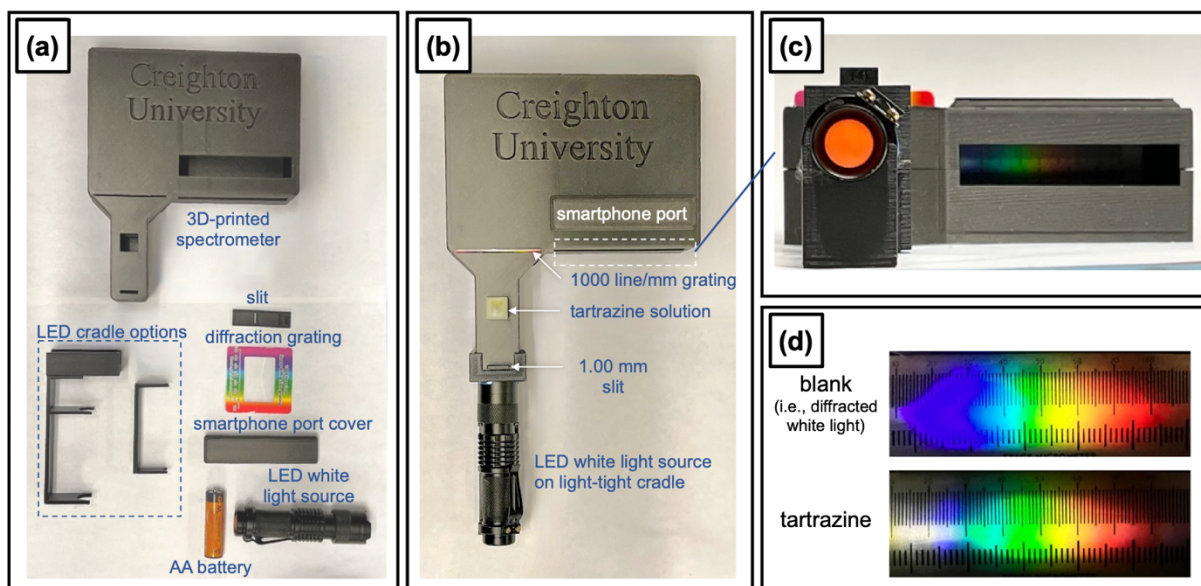 (a)
Creighton
University
3D-printed
spectrometer
slit
LED cradle options
diffraction grating
smartphone port cover
LED white
light source
AA battery
(b)
Creighton
University
smartphone port
1000 line/mm grating
tartrazine solution
1.00 mm
slit
LED white light source
on light-tight cradle
(c)
(d)
blank
(i.e., diffracted
white light)
tartrazine